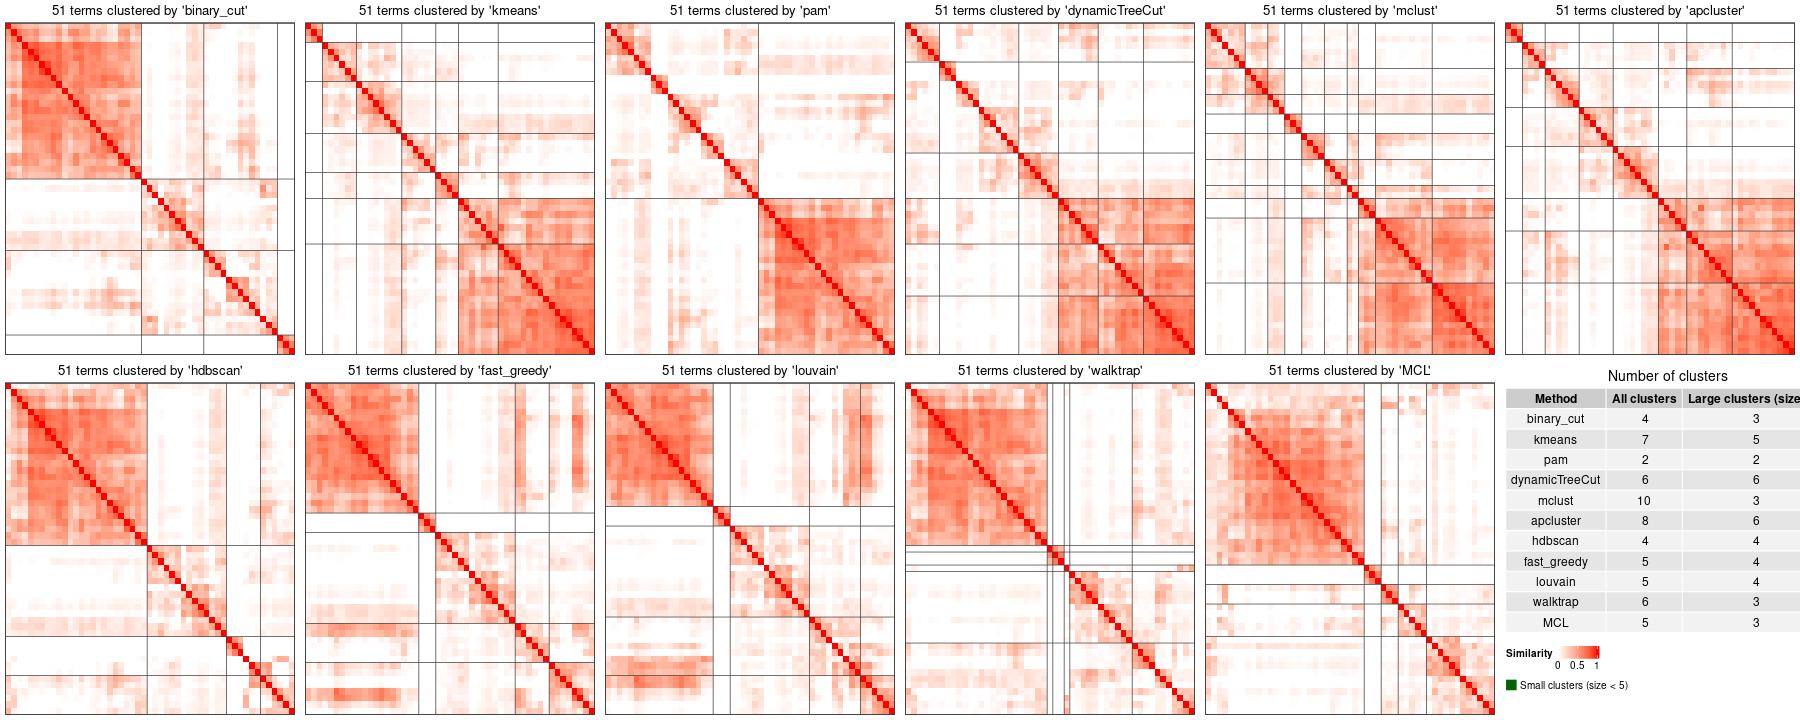 51 terms clustered by 'binary_cut'
51 terms clustered by 'kmeans'
51 terms clustered by 'pam'
51 terms clustered by 'dynamicTreeCut'
51 terms clustered by 'mclust'
51 terms clustered by 'apcluster'
51 terms clustered by 'hdbscan'
51 terms clustered by 'fast_greedy'
51 terms clustered by 'louvain'
51 terms clustered by 'walktrap'
51 terms clustered by 'MCL'
Number of clusters
Method All clusters Large clusters (size
binary_cut 4 3
kmeans 7 5
pam 2 2
dynamicTreeCut 6 6
mclust 10 3
apcluster 8 6
hdbscan 4 4
fast_greedy 5 4
louvain 5 4
walktrap 6 3
MCL 5 3
Similarity
0 0.5 1
Small clusters (size < 5)